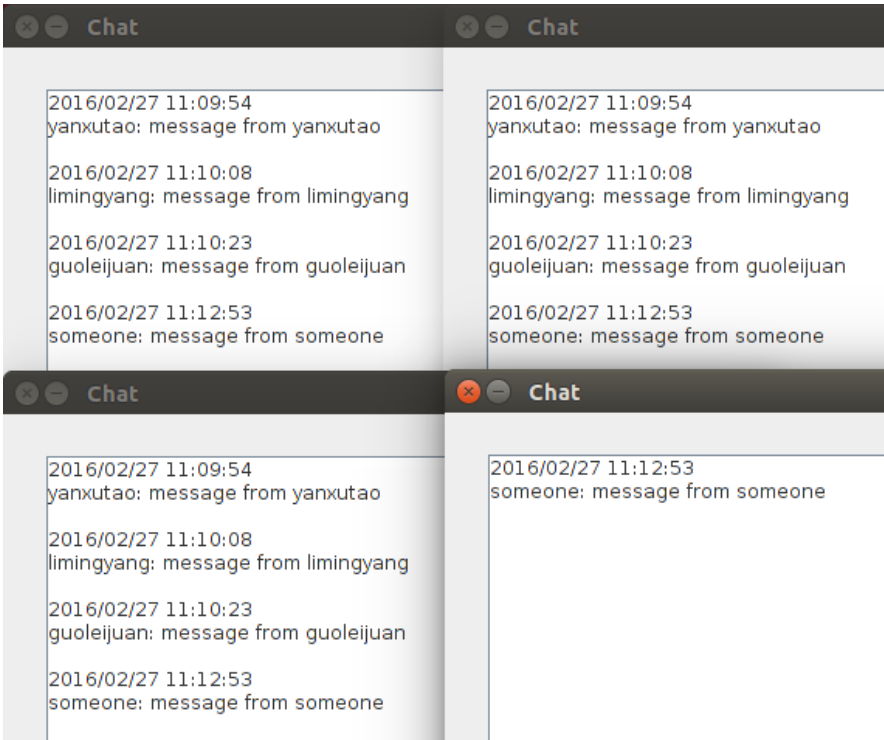 Chat
2016/02/27 11:09:54
yanxutao: message from yanxutao
2016/02/27 11:10:08
limingyang: message from limingyang
2016/02/27 11:10:23
guoleijuan: message from guoleijuan
2016/02/27 11:12:53
someone: message from someone
Chat
2016/02/27 11:09:54
yanxutao: message from yanxutao
2016/02/27 11:10:08
limingyang: message from limingyang
2016/02/27 11:10:23
guoleijuan: message from guoleijuan
2016/02/27 11:12:53
someone: message from someone
Chat
2016/02/27 11:09:54
yanxutao: message from yanxutao
2016/02/27 11:10:08
limingyang: message from limingyang
2016/02/27 11:10:23
guoleijuan: message from guoleijuan
2016/02/27 11:12:53
someone: message from someone
Chat
2016/02/27 11:12:53
someone: message from someone